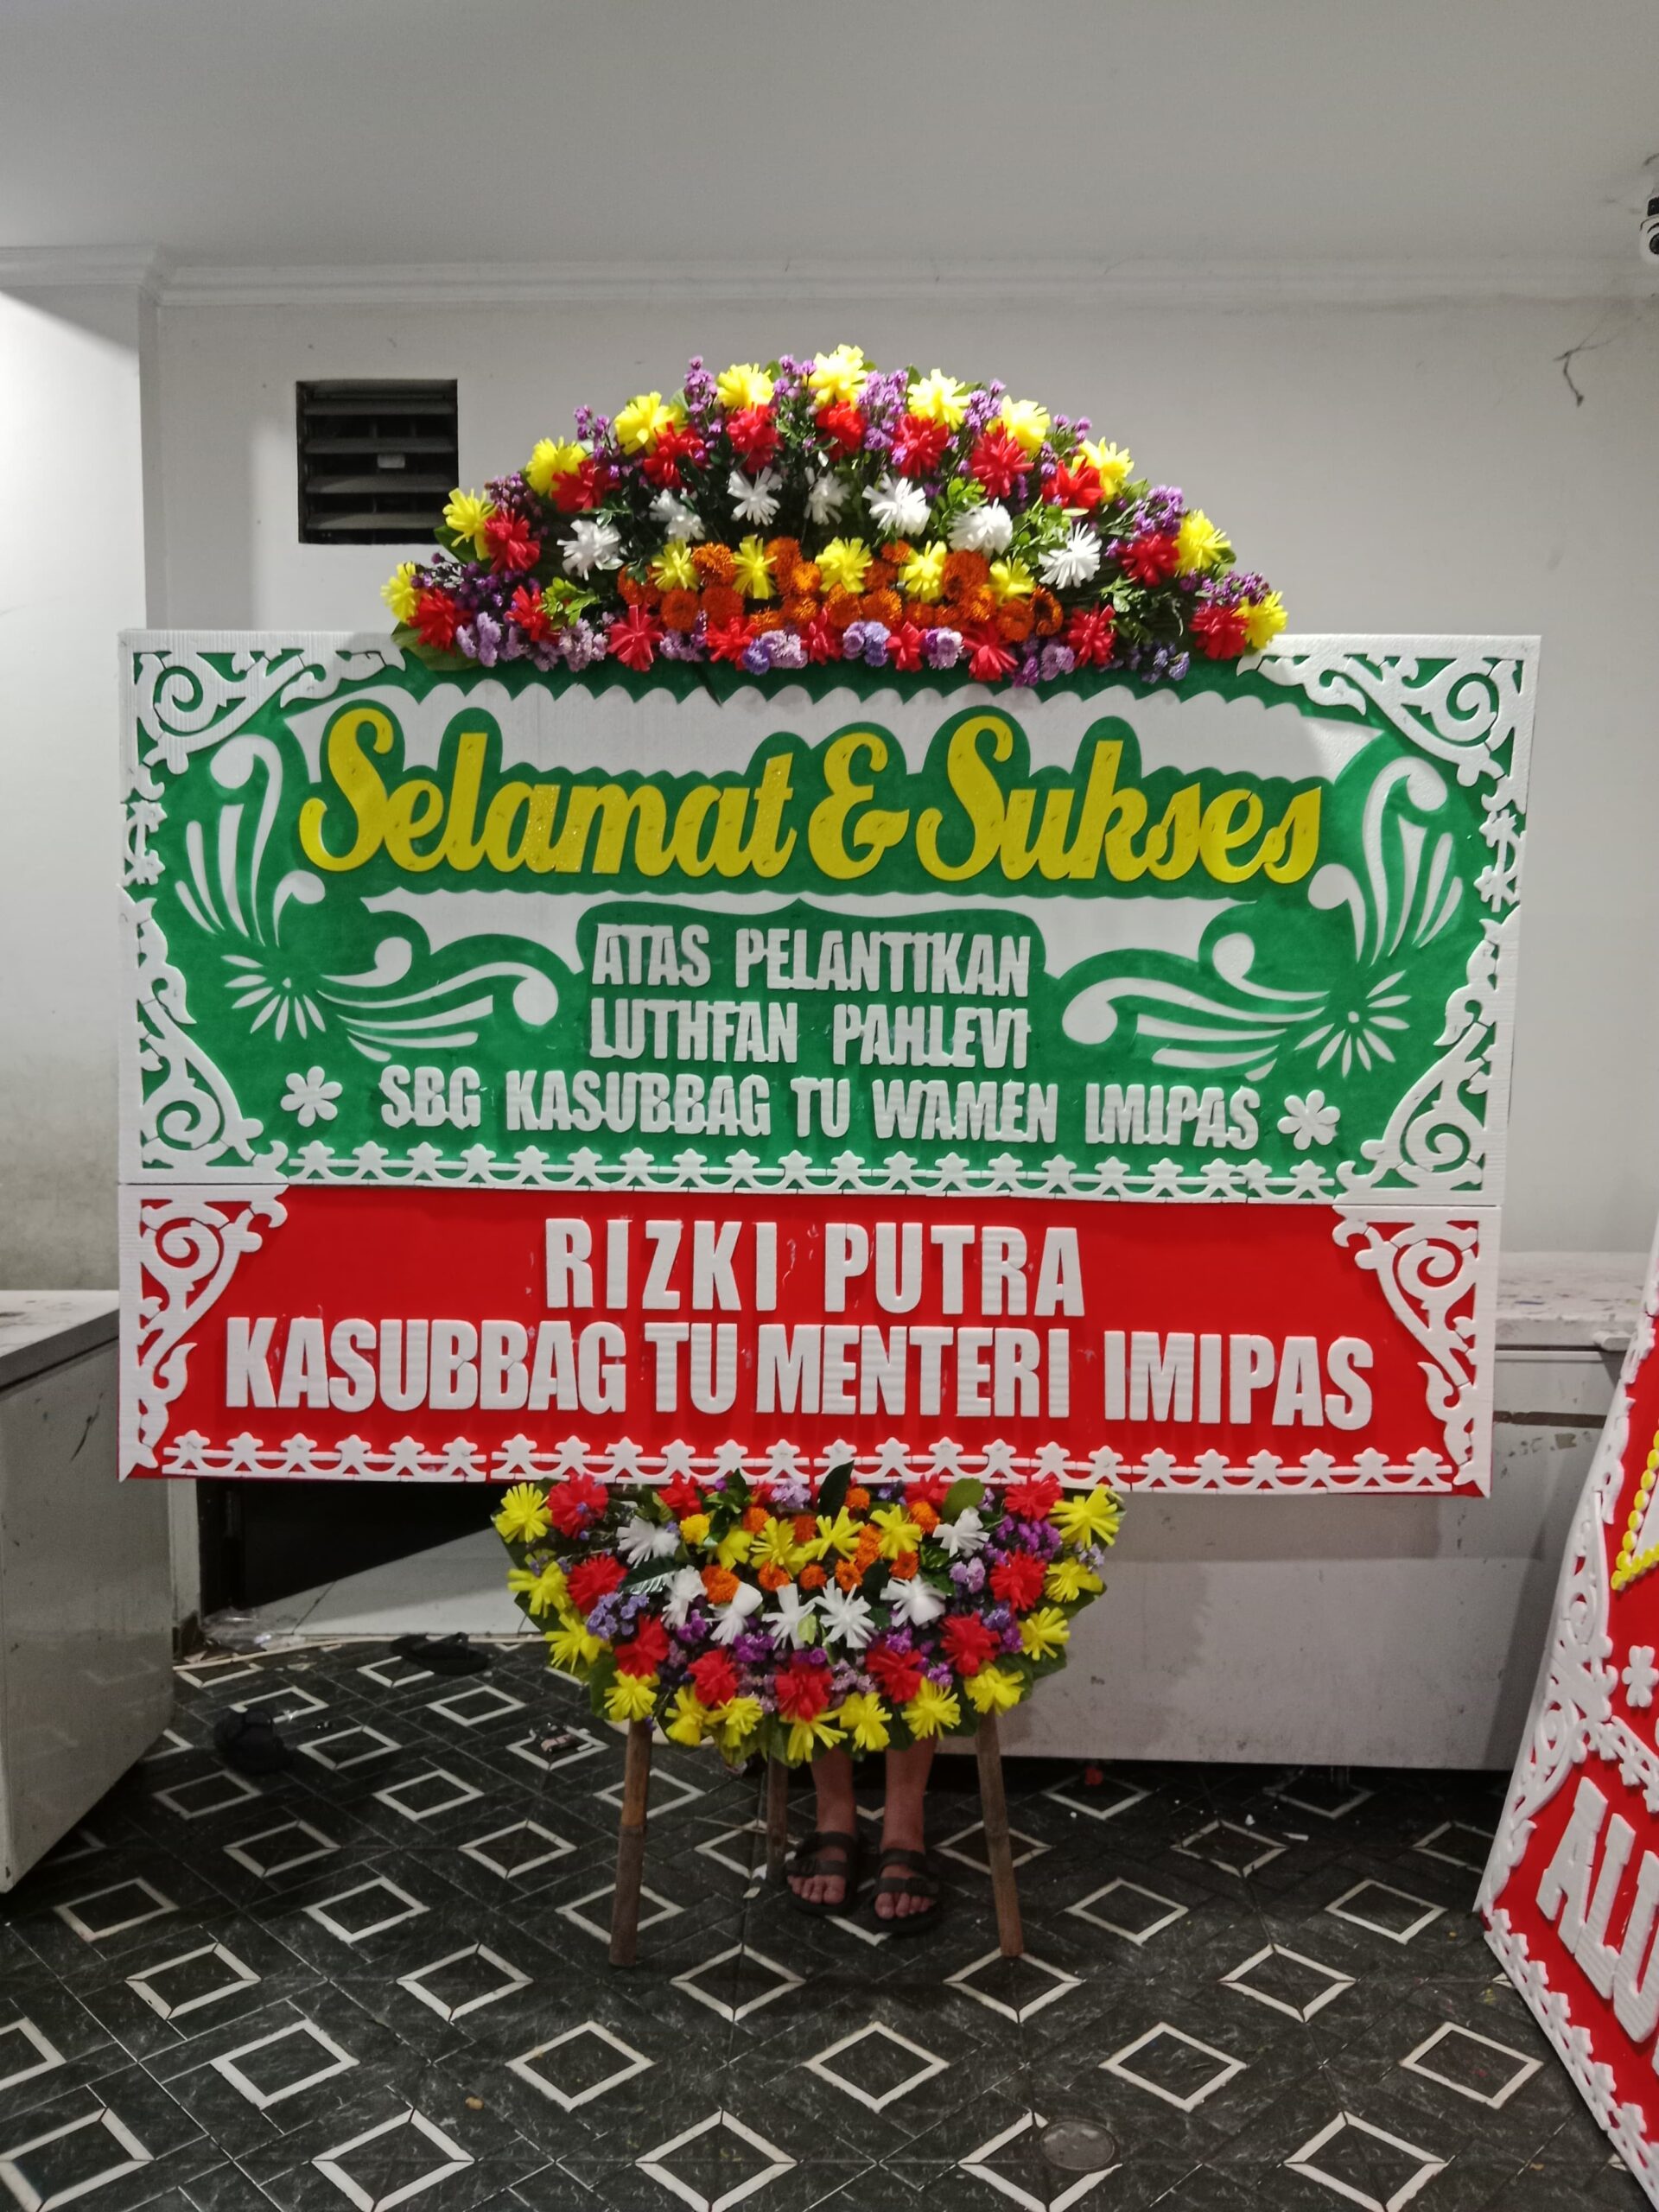 Selamat & Sukses
ATAS PELANTIKAN
LUTHFAN PAHLEVI
SBG KASUBBAG TU WAMEN IMIPAS
RIZKI PUTRA
KASUBBAG TU MENTERI IMIPAS